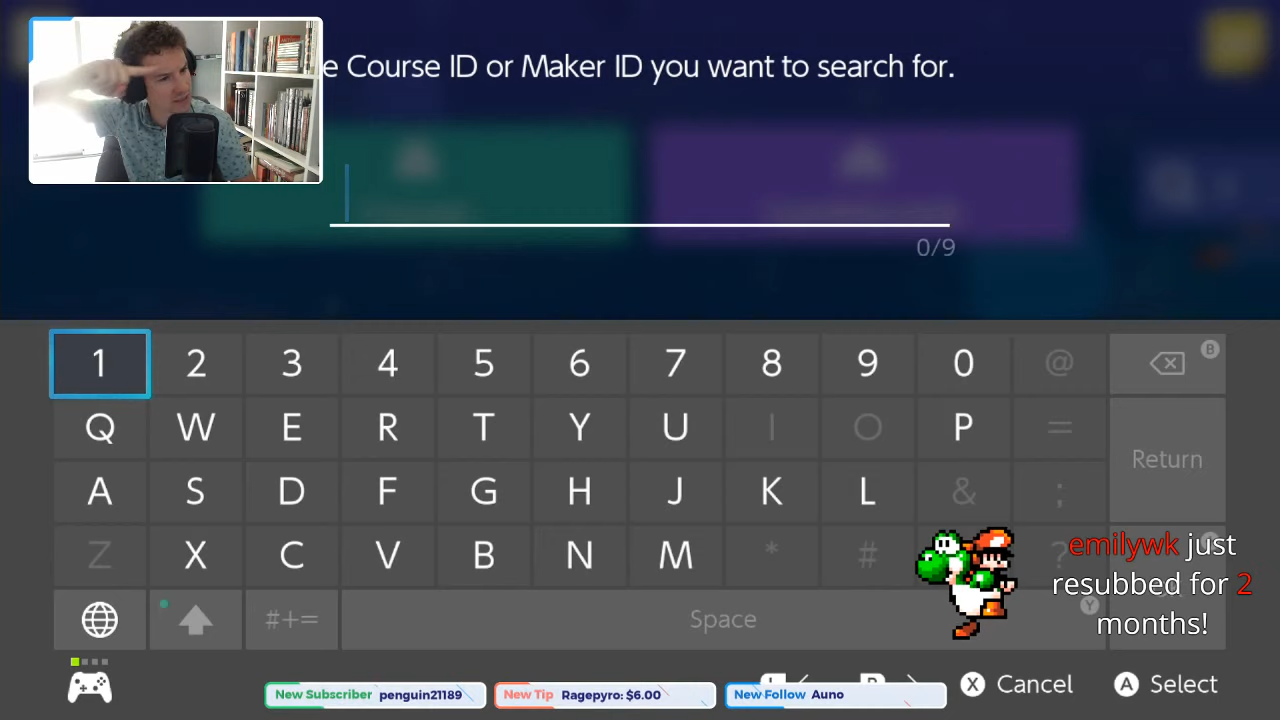 e Course ID or Maker ID you want to search for.
0/9
1 2 3 4 5 6 7 8 9 0 @
B
Q W E R T Y U I O P =
Return
A S D F G H J K L & ;
Z X C V B N M * # ?
#+= Space Y
emilywk just
resubbed for 2
months!
New Subscriber penguin21189
New Tip Ragepyro: $6.00
New Follow Auno
X Cancel A Select